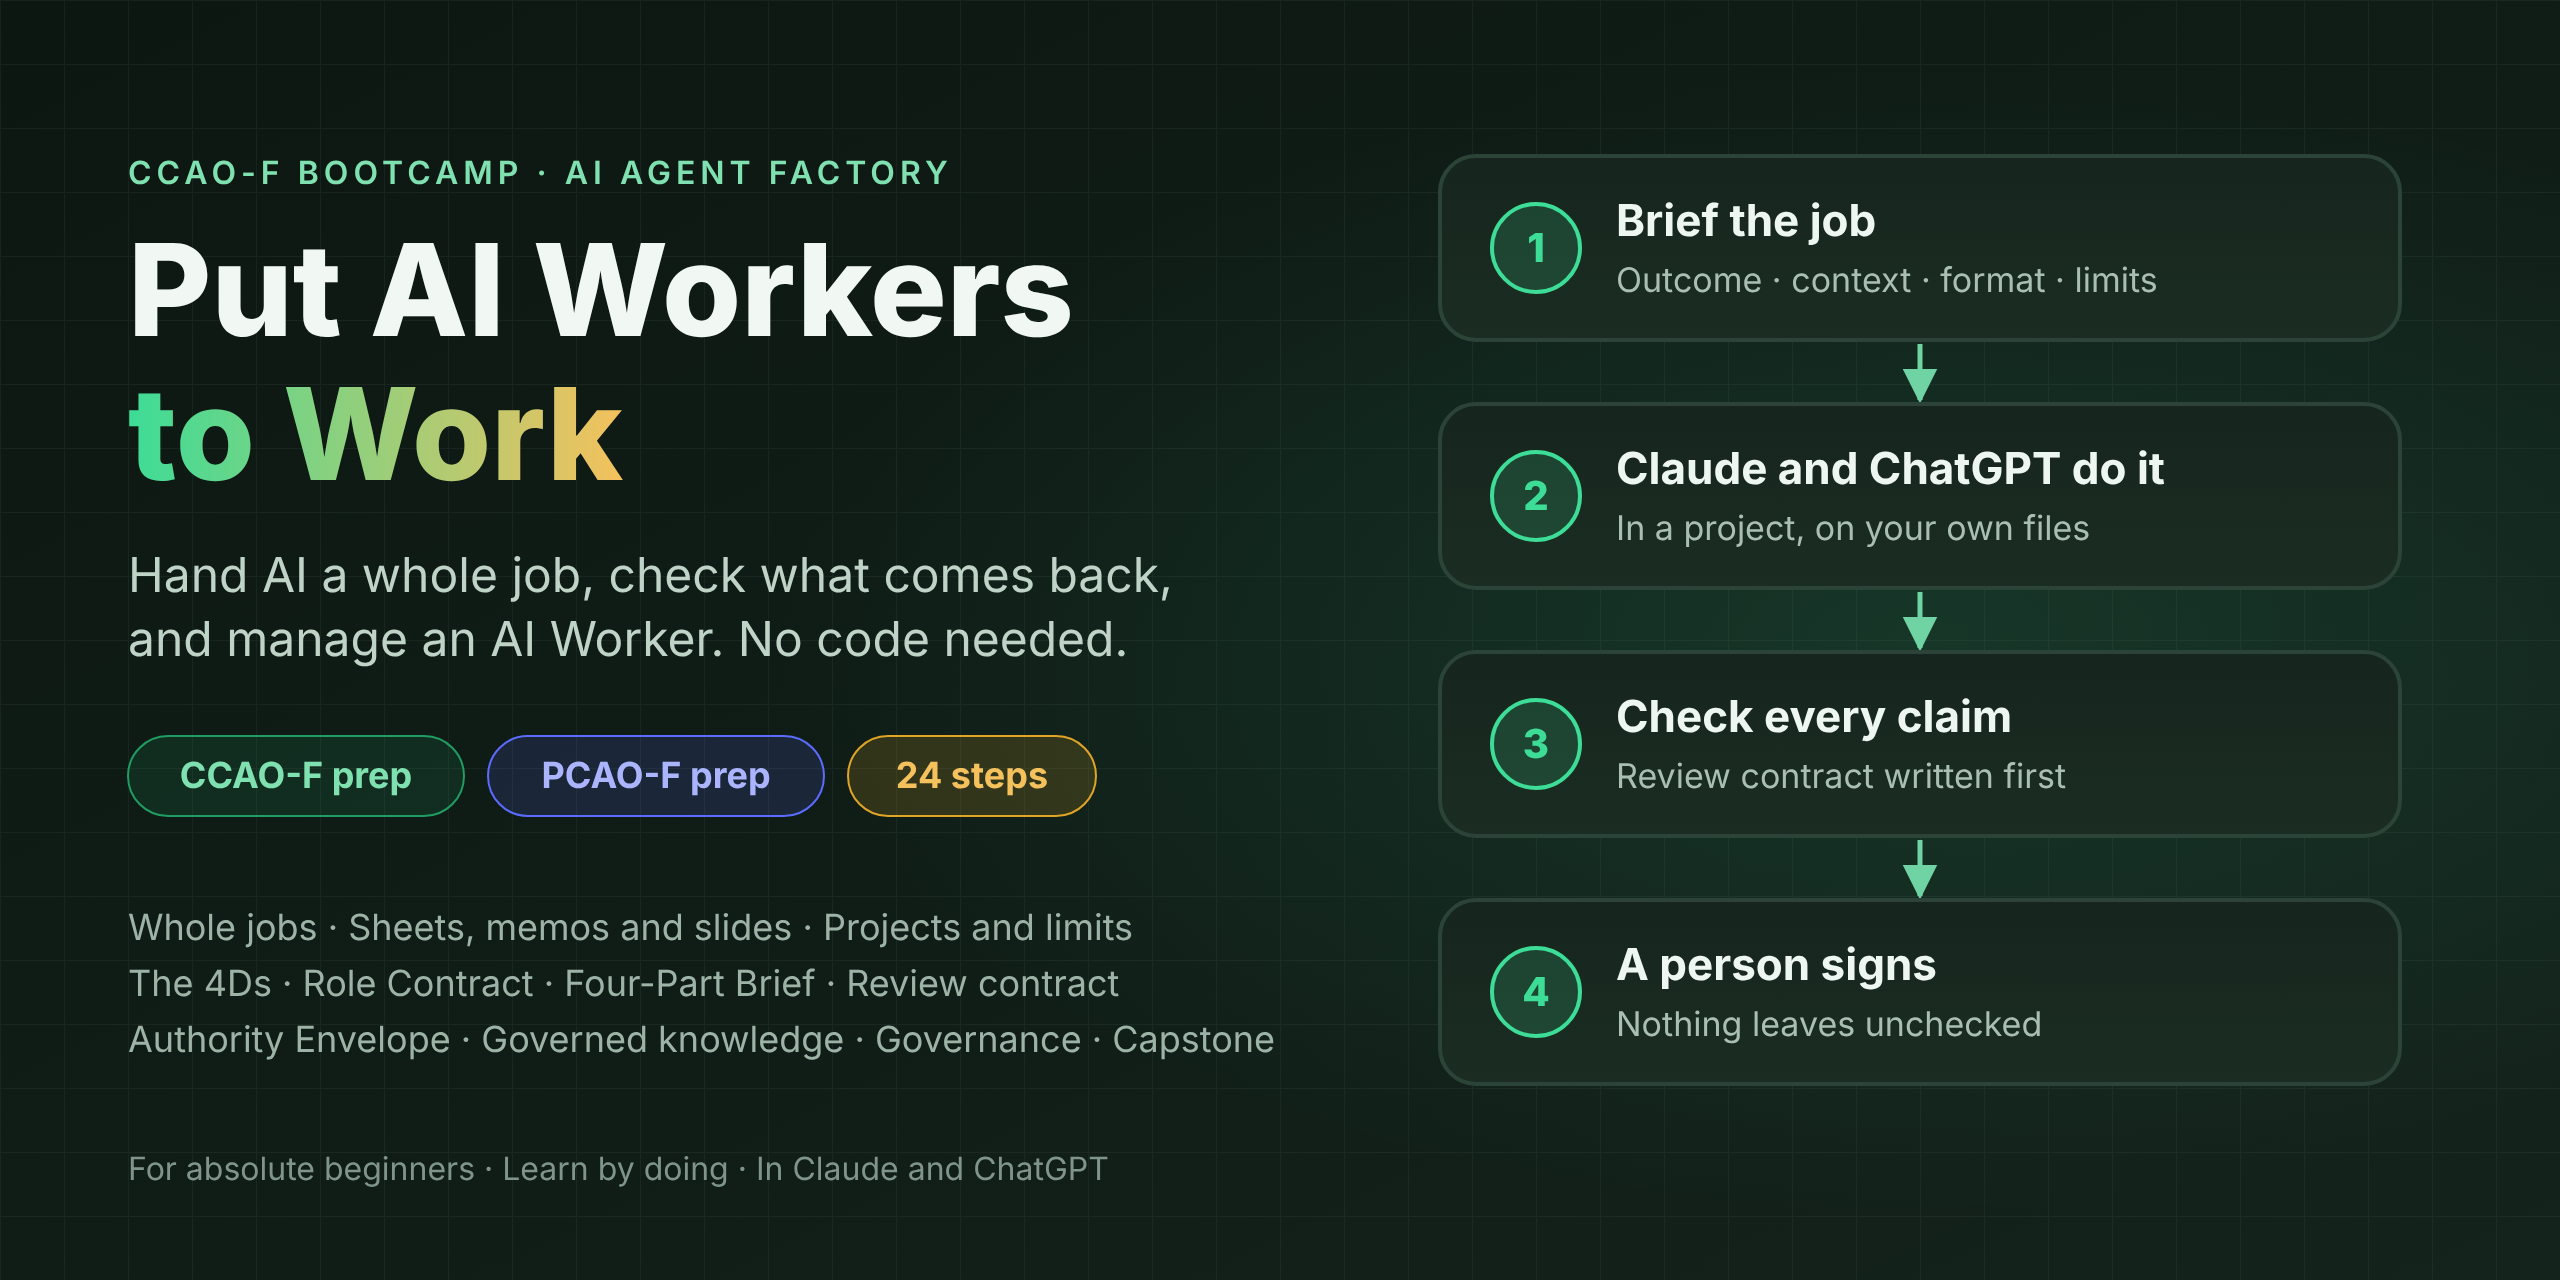 CCAO-F BOOTCAMP · AI AGENT FACTORY
Put AI Workers
to Work
Hand AI a whole job, check what comes back,
and manage an AI Worker. No code needed.
CCAO-F prep
PCAO-F prep
24 steps
Whole jobs · Sheets, memos and slides · Projects and limits
The 4Ds · Role Contract · Four-Part Brief · Review contract
Authority Envelope · Governed knowledge · Governance · Capstone
For absolute beginners · Learn by doing · In Claude and ChatGPT
1
Brief the job
Outcome · context · format · limits
2
Claude and ChatGPT do it
In a project, on your own files
3
Check every claim
Review contract written first
4
A person signs
Nothing leaves unchecked